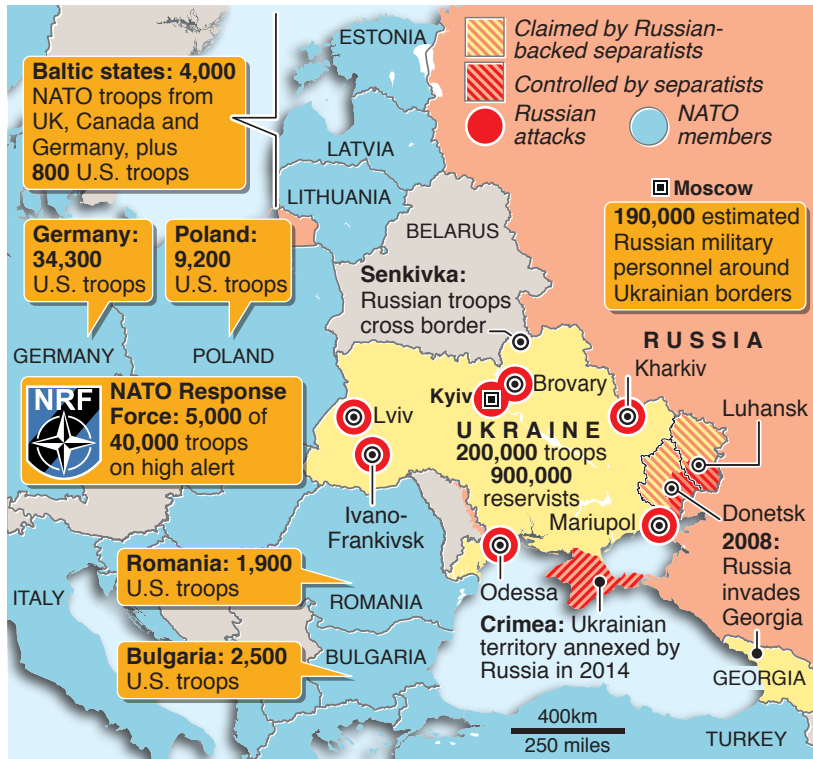 ESTONIA
Claimed by Russian-
backed separatists
Controlled by separatists
Russian
attacks
NATO
members
Baltic states: 4,000
NATO troops from
UK, Canada and
Germany, plus
800 U.S. troops
LATVIA
LITHUANIA
Moscow
190,000 estimated
Russian military
personnel around
Ukrainian borders
BELARUS
Germany:
34,300
U.S. troops
Poland:
9,200
U.S. troops
Senkivka:
Russian troops
cross border
GERMANY
POLAND
RUSSIA
Kharkiv
NRF
NATO Response
Force: 5,000 of
40,000 troops
on high alert
Kyiv
Brovary
Lviv
Luhansk
UKRAINE
200,000 troops
900,000
reservists
Ivano-
Frankivsk
Mariupol
Donetsk
2008:
Russia
invades
Georgia
Odessa
Romania: 1,900
U.S. troops
ITALY
ROMANIA
Crimea: Ukrainian
territory annexed by
Russia in 2014
Bulgaria: 2,500
U.S. troops
BULGARIA
GEORGIA
400km
250 miles
TURKEY